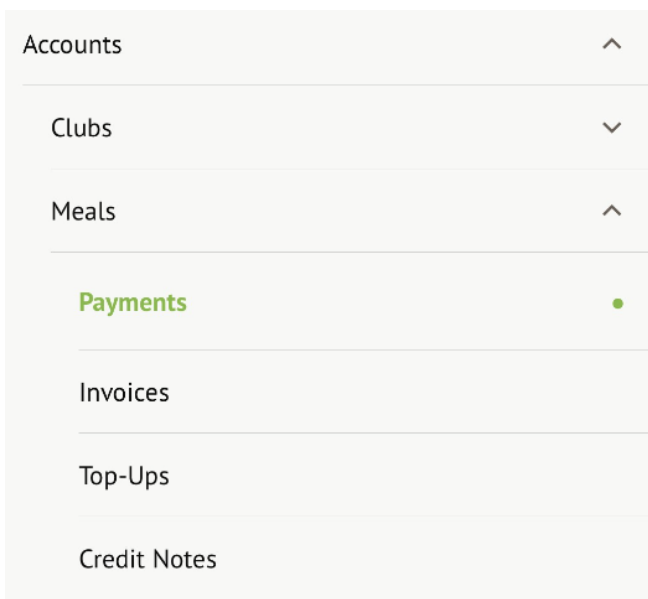 Accounts
Clubs
Meals
Payments
Invoices
Top-Ups
Credit Notes